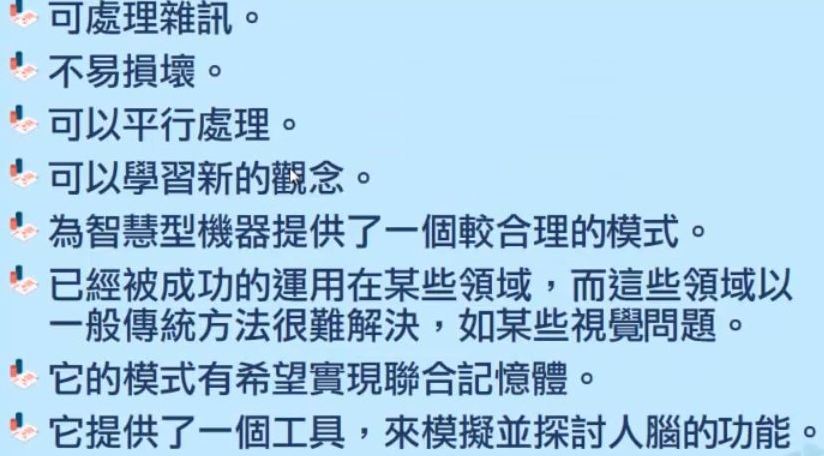 可處理雜訊。
不易損壞。
可以平行處理。
可以學習新的觀念。
為智慧型機器提供了一個較合理的模式。
已經被成功的運用在某些領域，而這些領域以
一般傳統方法很難解決，如某些視覺問題。
它的模式有希望實現聯合記憶體。
它提供了一個工具，來模擬並探討人腦的功能。